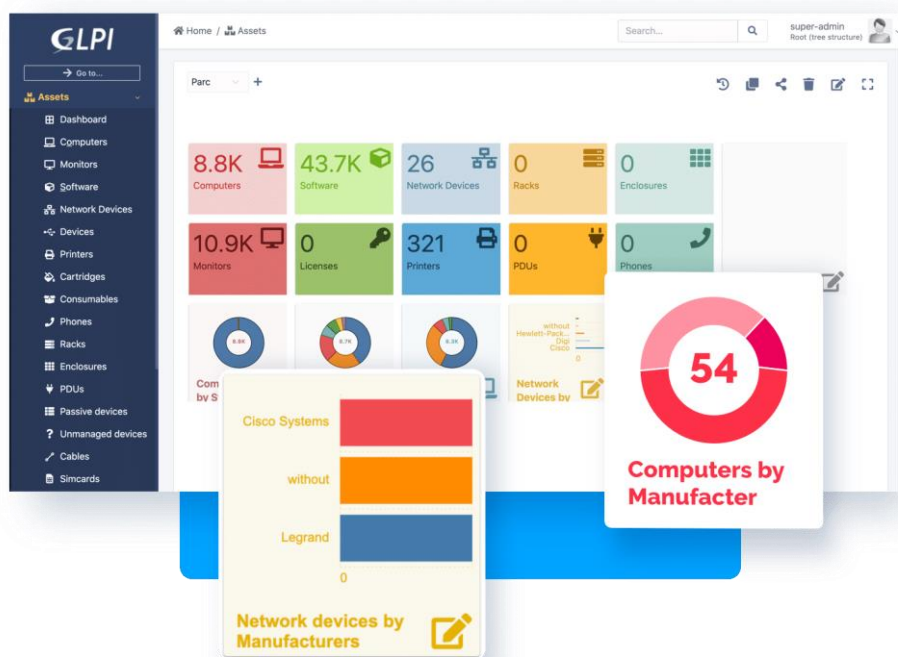 GLPI
Home / Assets
Search...
super-admin
Root (tree structure)
Go to...
Assets
Dashboard
Computers
Monitors
Software
Network Devices
Devices
Printers
Cartridges
Consumables
Phones
Racks
Enclosures
PDUs
Passive devices
Unmanaged devices
Cables
Simcards
Parc
8.8K
Computers
43.7K
Software
26
Network Devices
0
Racks
0
Enclosures
10.9K
Monitors
0
Licenses
321
Printers
0
PDUs
0
Phones
8.7K
without
Hewlett-Pack...
Digi
Cisco
0
Network
Devices by
Cisco Systems
without
Legrand
0
Network devices by
Manufacturers
54
Computers by
Manufacter